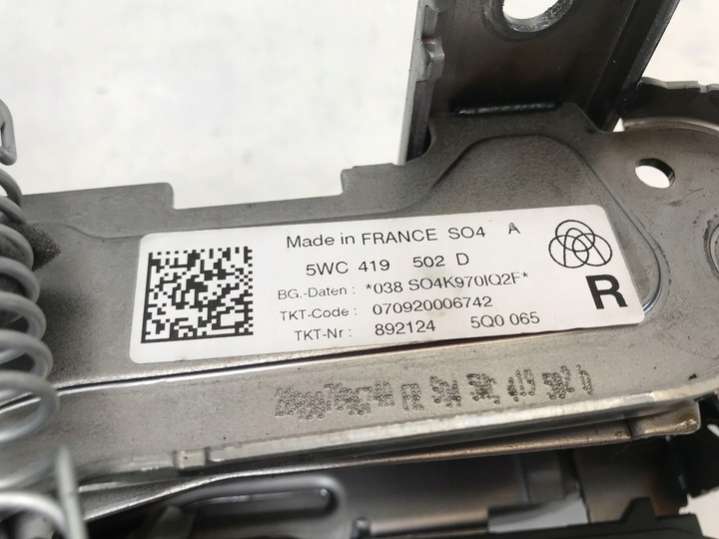 Made in FRANCE SO4 A
5WC 419 502 D
BG.-Daten : *038 SO4K970IQ2F*
TKT-Code : 070920006742
TKT-Nr : 892124 5Q0 065
R